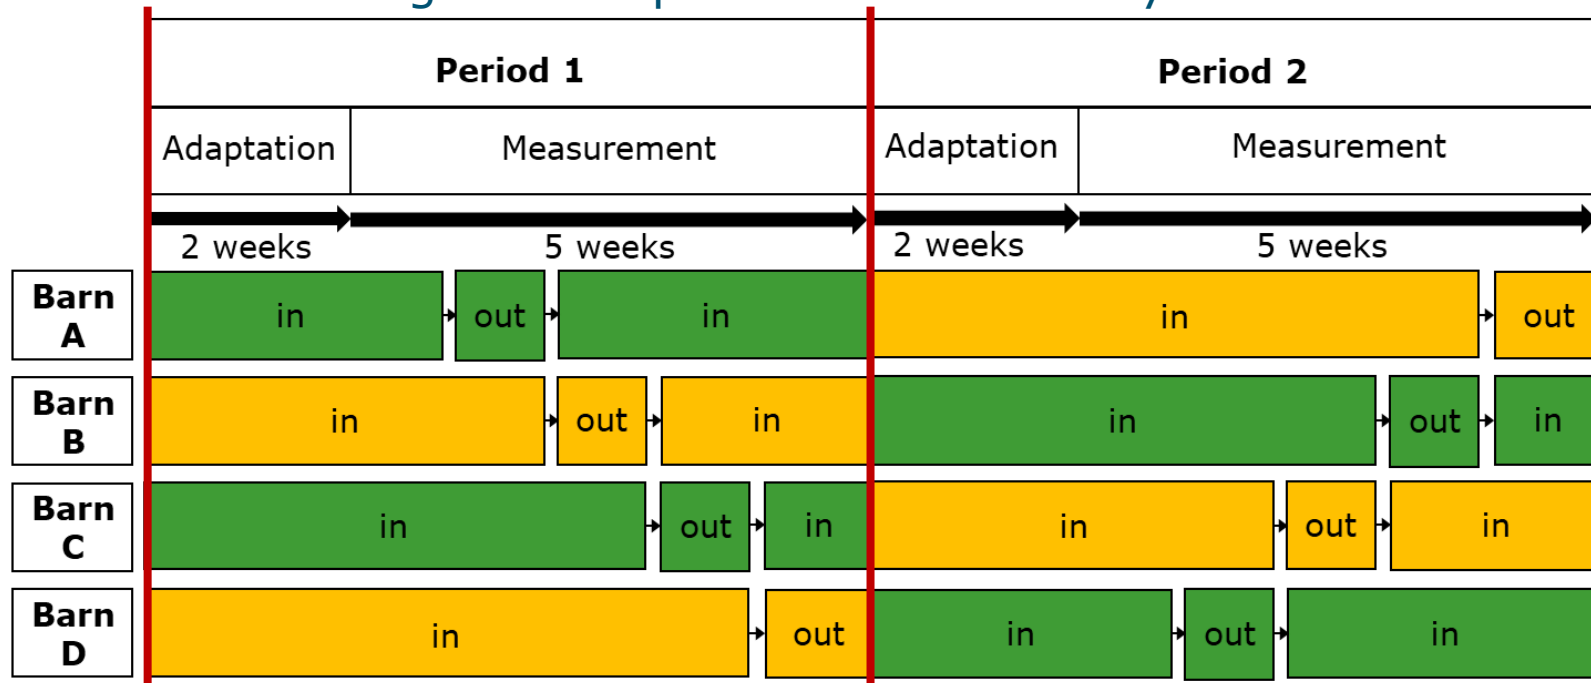 Period 1 Period 2
Adaptation Measurement Adaptation Measurement
2 weeks 5 weeks 2 weeks 5 weeks
Barn A in out in in out
Barn B in out in in out in
Barn C in out in in out in
Barn D in out in out in